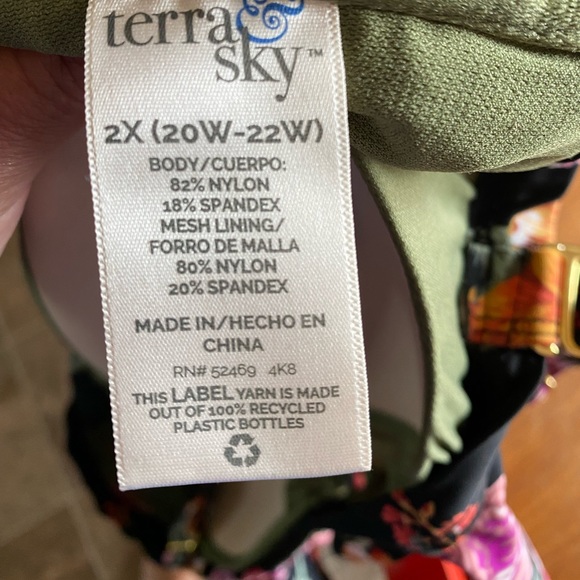 terra &
sky™
2X (20W-22W)
BODY/CUERPO:
82% NYLON
18% SPANDEX
MESH LINING/
FORRO DE MALLA
80% NYLON
20% SPANDEX
MADE IN/HECHO EN
CHINA
RN# 52469 4K8
THIS LABEL YARN IS MADE
OUT OF 100% RECYCLED
PLASTIC BOTTLES